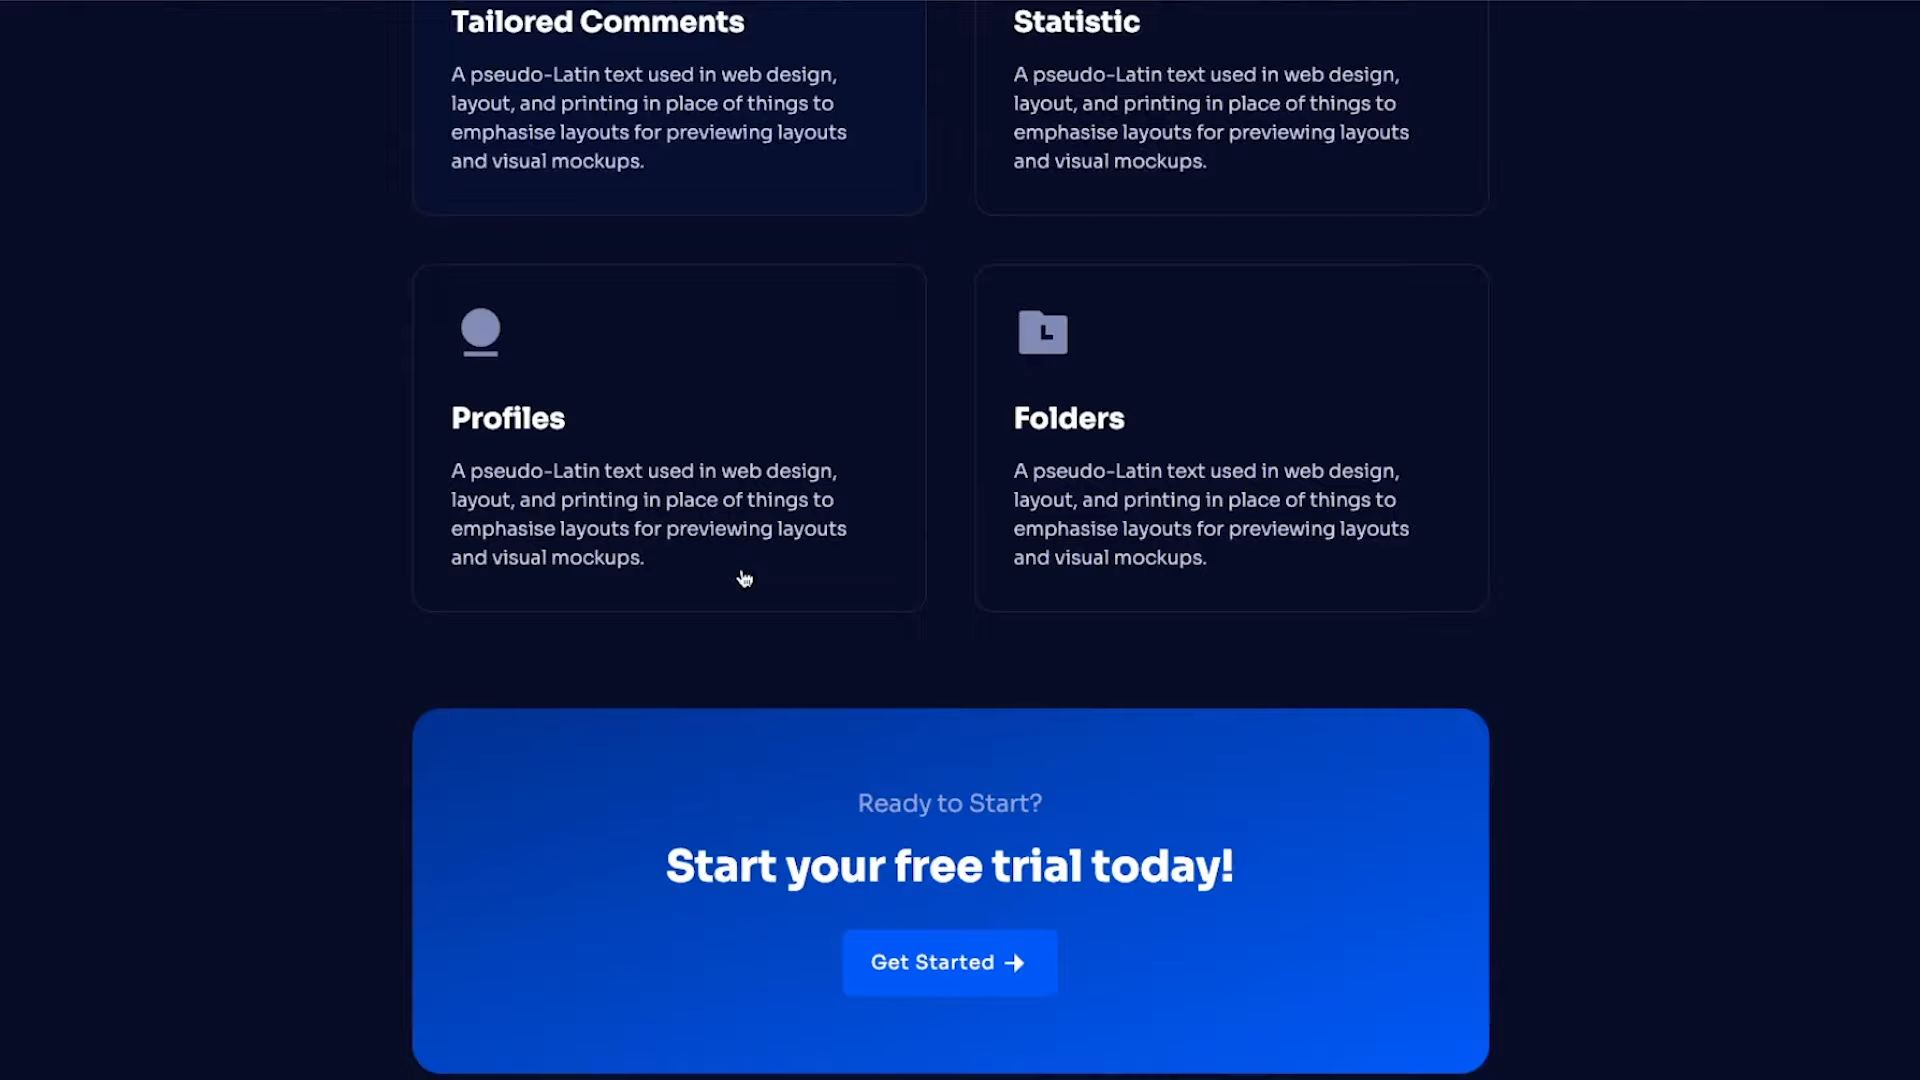 Tailored Comments
A pseudo-Latin text used in web design,
layout, and printing in place of things to
emphasise layouts for previewing layouts
and visual mockups.
Statistic
A pseudo-Latin text used in web design,
layout, and printing in place of things to
emphasise layouts for previewing layouts
and visual mockups.
Profiles
A pseudo-Latin text used in web design,
layout, and printing in place of things to
emphasise layouts for previewing layouts
and visual mockups.
Folders
A pseudo-Latin text used in web design,
layout, and printing in place of things to
emphasise layouts for previewing layouts
and visual mockups.
Ready to Start?
Start your free trial today!
Get Started →